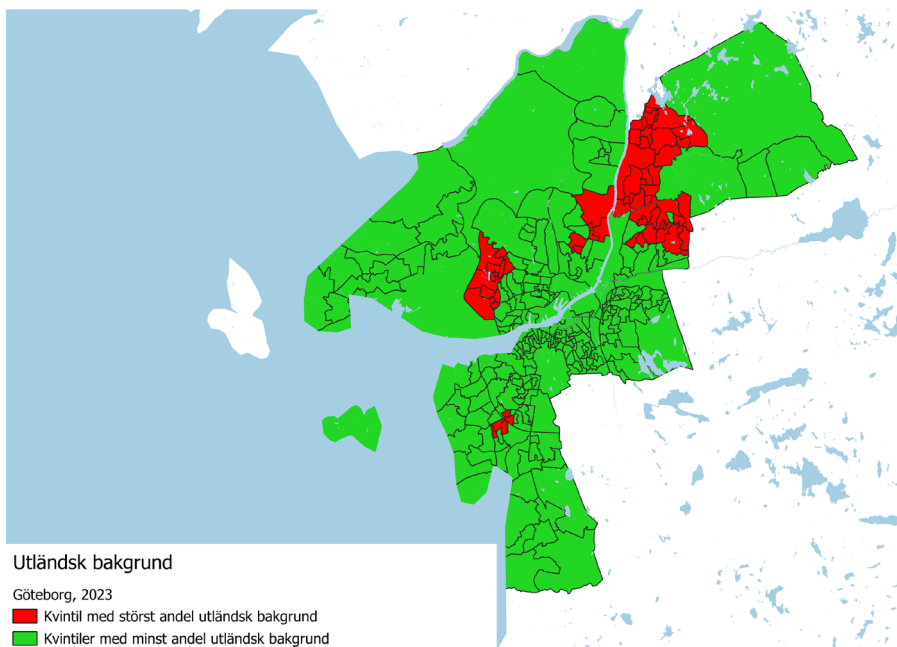 Utländsk bakgrund
Göteborg, 2023
Kvintil med störst andel utländsk bakgrund
Kvintiler med minst andel utländsk bakgrund